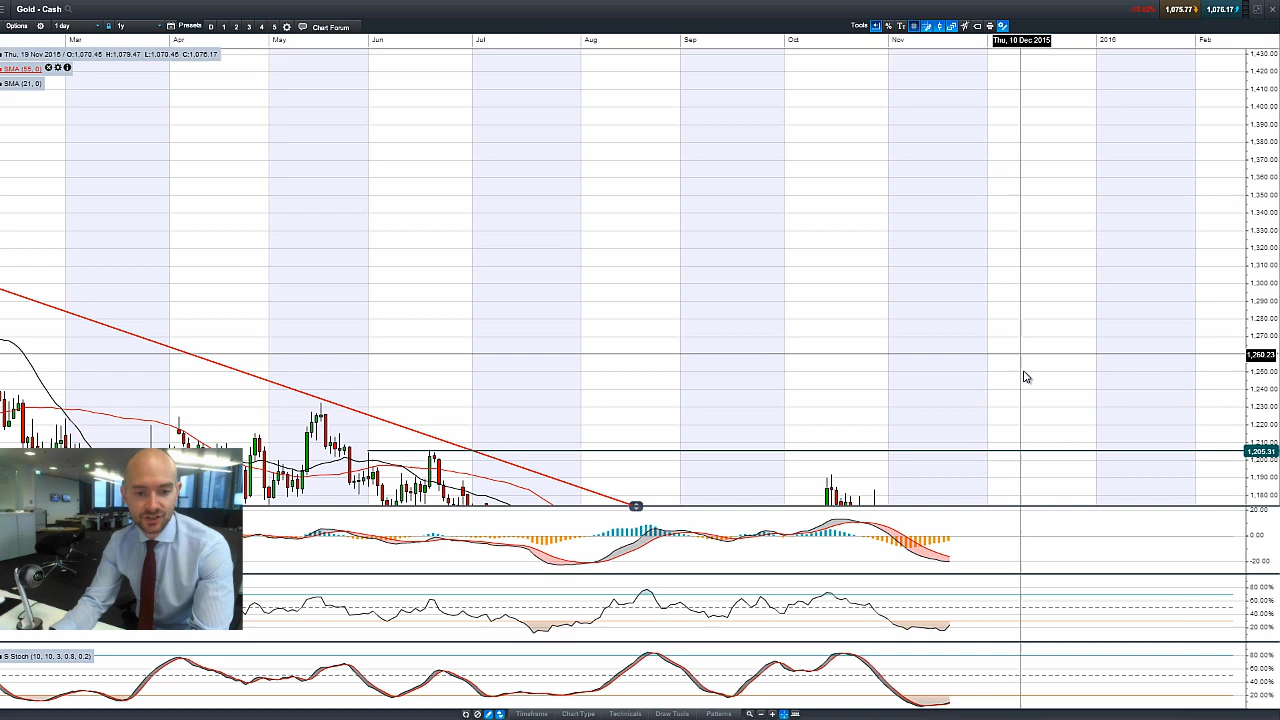 Gold - Cash
1,075.77
1,076.17
Options
1 day
1y
Presets
D 1 2 3 4 5
Chart Forum
Tools
Mar Apr May Jun Jul Aug Sep Oct Nov Thu, 10 Dec 2015 2016 Feb
Thu, 19 Nov 2015 / O:1,070.45 H:1,079.47 L:1,070.45 C:1,076.17
SMA (55, 0)
SMA (21, 0)
1,430.00
1,420.00
1,410.00
1,400.00
1,390.00
1,380.00
1,370.00
1,360.00
1,350.00
1,340.00
1,330.00
1,320.00
1,310.00
1,300.00
1,290.00
1,280.00
1,270.00
1,260.23
1,250.00
1,240.00
1,230.00
1,220.00
1,210.00
1,205.31
1,200.00
1,190.00
1,180.00
20.00
0.00
-20.00
80.00%
60.00%
40.00%
20.00%
S Stoch (10, 10, 3, 0.8, 0.2)
80.00%
60.00%
40.00%
20.00%
Timeframe Chart Type Technicals Draw Tools Patterns